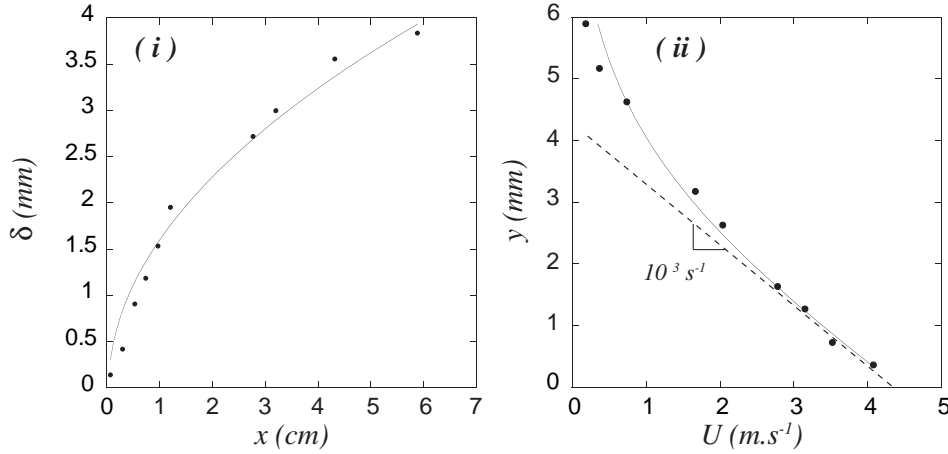 ( i )
4
3.5
3
2.5
2
1.5
1
0.5
0
δ (mm)
0 1 2 3 4 5 6 7
x (cm)
( ii )
6
5
4
3
2
1
0
y (mm)
10 ³ s⁻¹
0 1 2 3 4 5
U (m.s⁻¹)